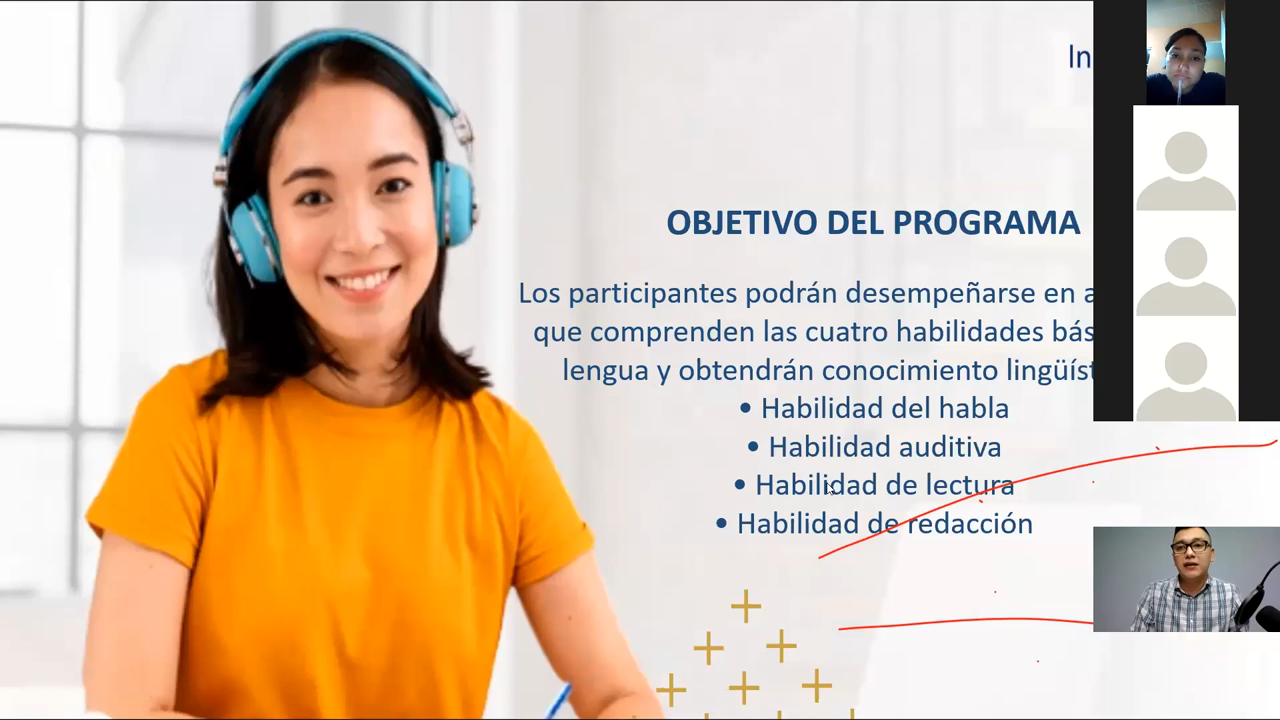 In
OBJETIVO DEL PROGRAMA
Los participantes podrán desempeñarse en a
que comprenden las cuatro habilidades bás
lengua y obtendrán conocimiento lingüíst
• Habilidad del habla
• Habilidad auditiva
• Habilidad de lectura
• Habilidad de redacción